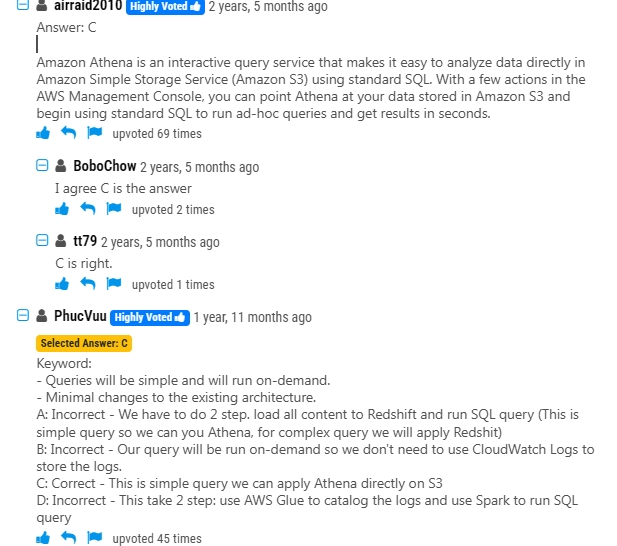 airraid2010 Highly Voted 2 years, 5 months ago
Answer: C
Amazon Athena is an interactive query service that makes it easy to analyze data directly in
Amazon Simple Storage Service (Amazon S3) using standard SQL. With a few actions in the
AWS Management Console, you can point Athena at your data stored in Amazon S3 and
begin using standard SQL to run ad-hoc queries and get results in seconds.
upvoted 69 times
BoboChow 2 years, 5 months ago
I agree C is the answer
upvoted 2 times
tt79 2 years, 5 months ago
C is right.
upvoted 1 times
PhucVuu Highly Voted 1 year, 11 months ago
Selected Answer: C
Keyword:
- Queries will be simple and will run on-demand.
- Minimal changes to the existing architecture.
A: Incorrect - We have to do 2 step. load all content to Redshift and run SQL query (This is
simple query so we can you Athena, for complex query we will apply Redshit)
B: Incorrect - Our query will be run on-demand so we don't need to use CloudWatch Logs to
store the logs.
C: Correct - This is simple query we can apply Athena directly on S3
D: Incorrect - This take 2 step: use AWS Glue to catalog the logs and use Spark to run SQL
query
upvoted 45 times